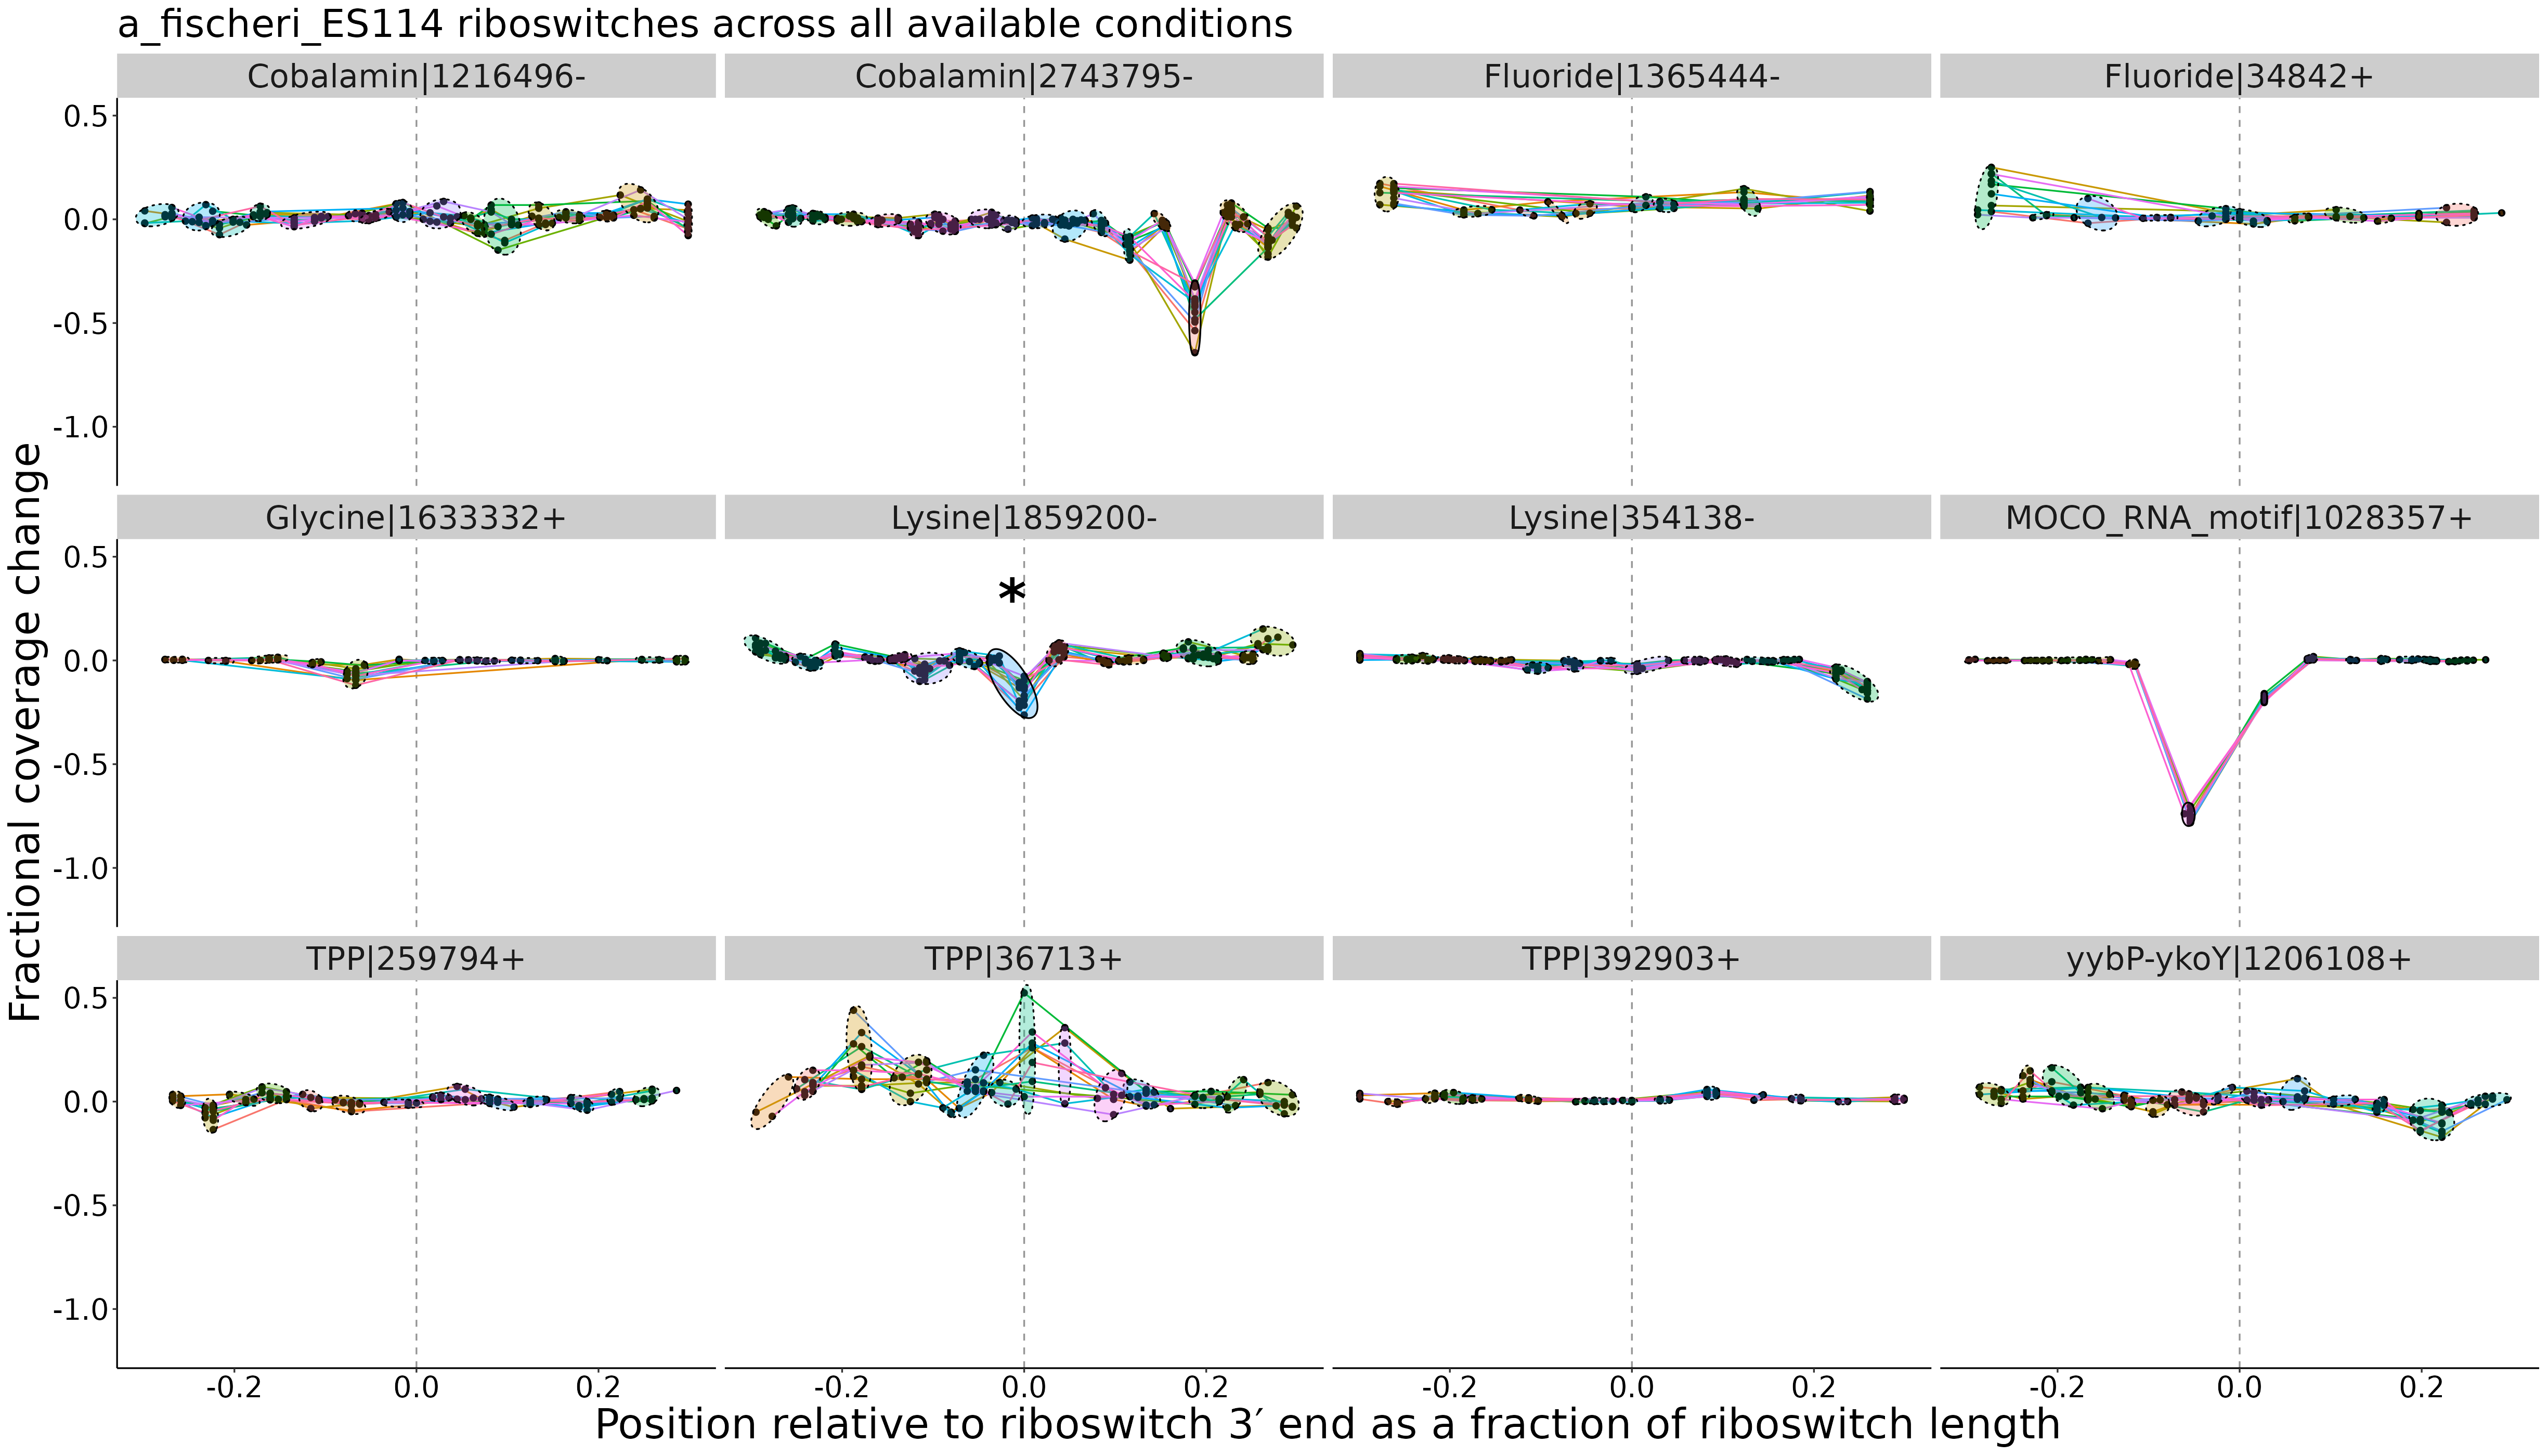 a_fischeri_ES114 riboswitches across all available conditions
Cobalamin|1216496-
Cobalamin|2743795-
Fluoride|1365444-
Fluoride|34842+
0.5
0.0
-0.5
-1.0
Glycine|1633332+
Lysine|1859200-
Lysine|354138-
MOCO_RNA_motif|1028357+
0.5
0.0
-0.5
-1.0
*
TPP|259794+
TPP|36713+
TPP|392903+
yybP-ykoY|1206108+
0.5
0.0
-0.5
-1.0
-0.2 0.0 0.2
-0.2 0.0 0.2
-0.2 0.0 0.2
-0.2 0.0 0.2
Position relative to riboswitch 3′ end as a fraction of riboswitch length
Fractional coverage change